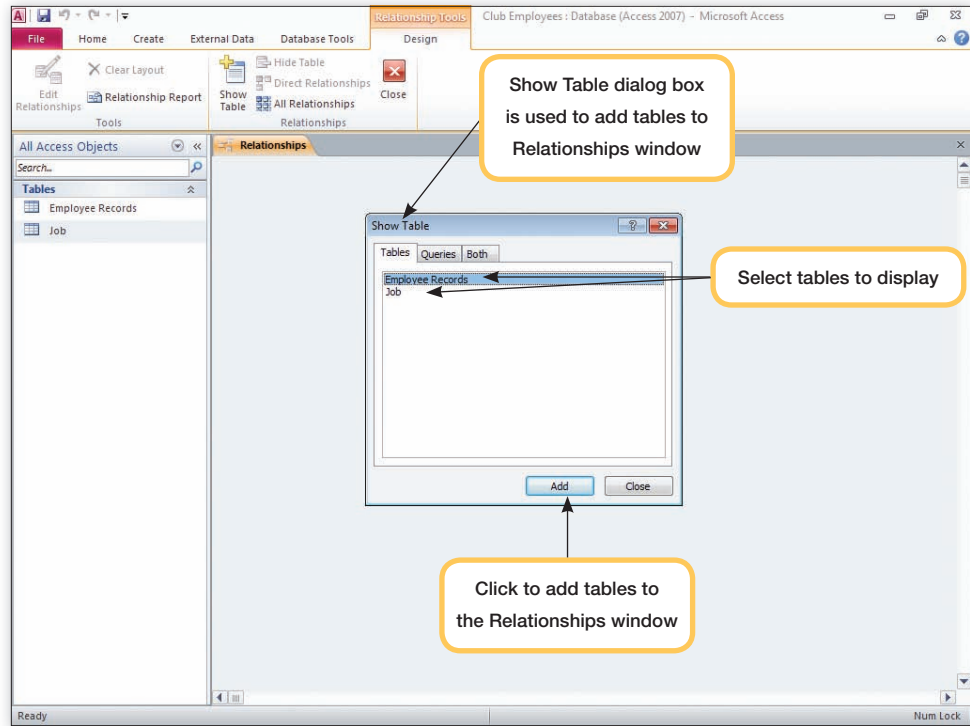 Relationship Tools
Club Employees : Database (Access 2007) - Microsoft Access
File Home Create External Data Database Tools Design
Edit Relationships
Clear Layout
Relationship Report
Tools
Show Table
Hide Table
Direct Relationships
All Relationships
Close
Relationships
Show Table dialog box
is used to add tables to
Relationships window
All Access Objects
Search...
Tables
Employee Records
Job
Relationships
Show Table
Tables Queries Both
Employee Records
Job
Select tables to display
Add Close
Click to add tables to
the Relationships window
Ready
Num Lock